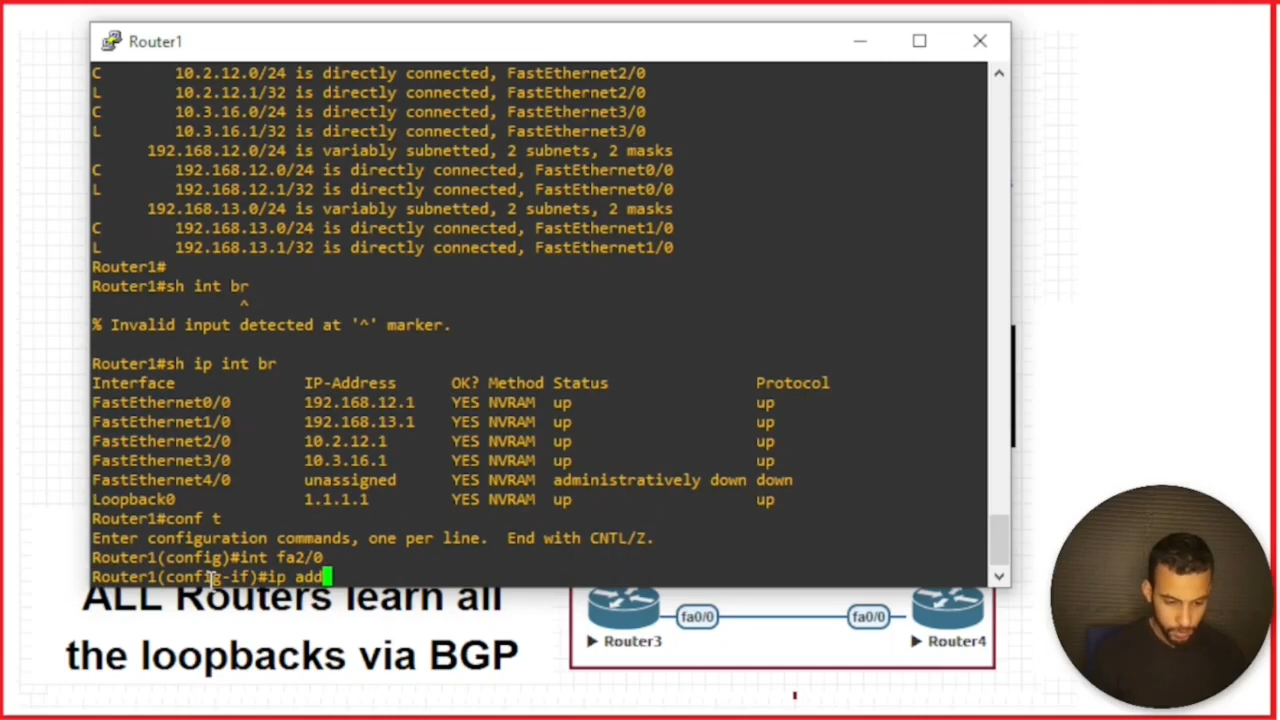 Router1
C 10.2.12.0/24 is directly connected, FastEthernet2/0
L 10.2.12.1/32 is directly connected, FastEthernet2/0
C 10.3.16.0/24 is directly connected, FastEthernet3/0
L 10.3.16.1/32 is directly connected, FastEthernet3/0
192.168.12.0/24 is variably subnetted, 2 subnets, 2 masks
C 192.168.12.0/24 is directly connected, FastEthernet0/0
L 192.168.12.1/32 is directly connected, FastEthernet0/0
192.168.13.0/24 is variably subnetted, 2 subnets, 2 masks
C 192.168.13.0/24 is directly connected, FastEthernet1/0
L 192.168.13.1/32 is directly connected, FastEthernet1/0
Router1#
Router1#sh int br
^
% Invalid input detected at '^' marker.
Router1#sh ip int br
Interface IP-Address OK? Method Status Protocol
FastEthernet0/0 192.168.12.1 YES NVRAM up up
FastEthernet1/0 192.168.13.1 YES NVRAM up up
FastEthernet2/0 10.2.12.1 YES NVRAM up up
FastEthernet3/0 10.3.16.1 YES NVRAM up up
FastEthernet4/0 unassigned YES NVRAM administratively down down
Loopback0 1.1.1.1 YES NVRAM up up
Router1#conf t
Enter configuration commands, one per line. End with CNTL/Z.
Router1(config)#int fa2/0
Router1(config-if)#ip add
ALL Routers learn all
the loopbacks via BGP
fa0/0
fa0/0
Router3
Router4